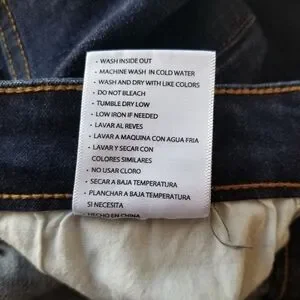 • WASH INSIDE OUT
• MACHINE WASH IN COLD WATER
• WASH AND DRY WITH LIKE COLORS
• DO NOT BLEACH
• TUMBLE DRY LOW
• LOW IRON IF NEEDED
• LAVAR AL REVES
• LAVAR A MAQUINA CON AGUA FRIA
• LAVAR Y SECAR CON
COLORES SIMILARES
• NO USAR CLORO
• SECAR A BAJA TEMPERATURA
• PLANCHAR A BAJA TEMPERATURA
SI NECESITA
HECHO EN CHINA